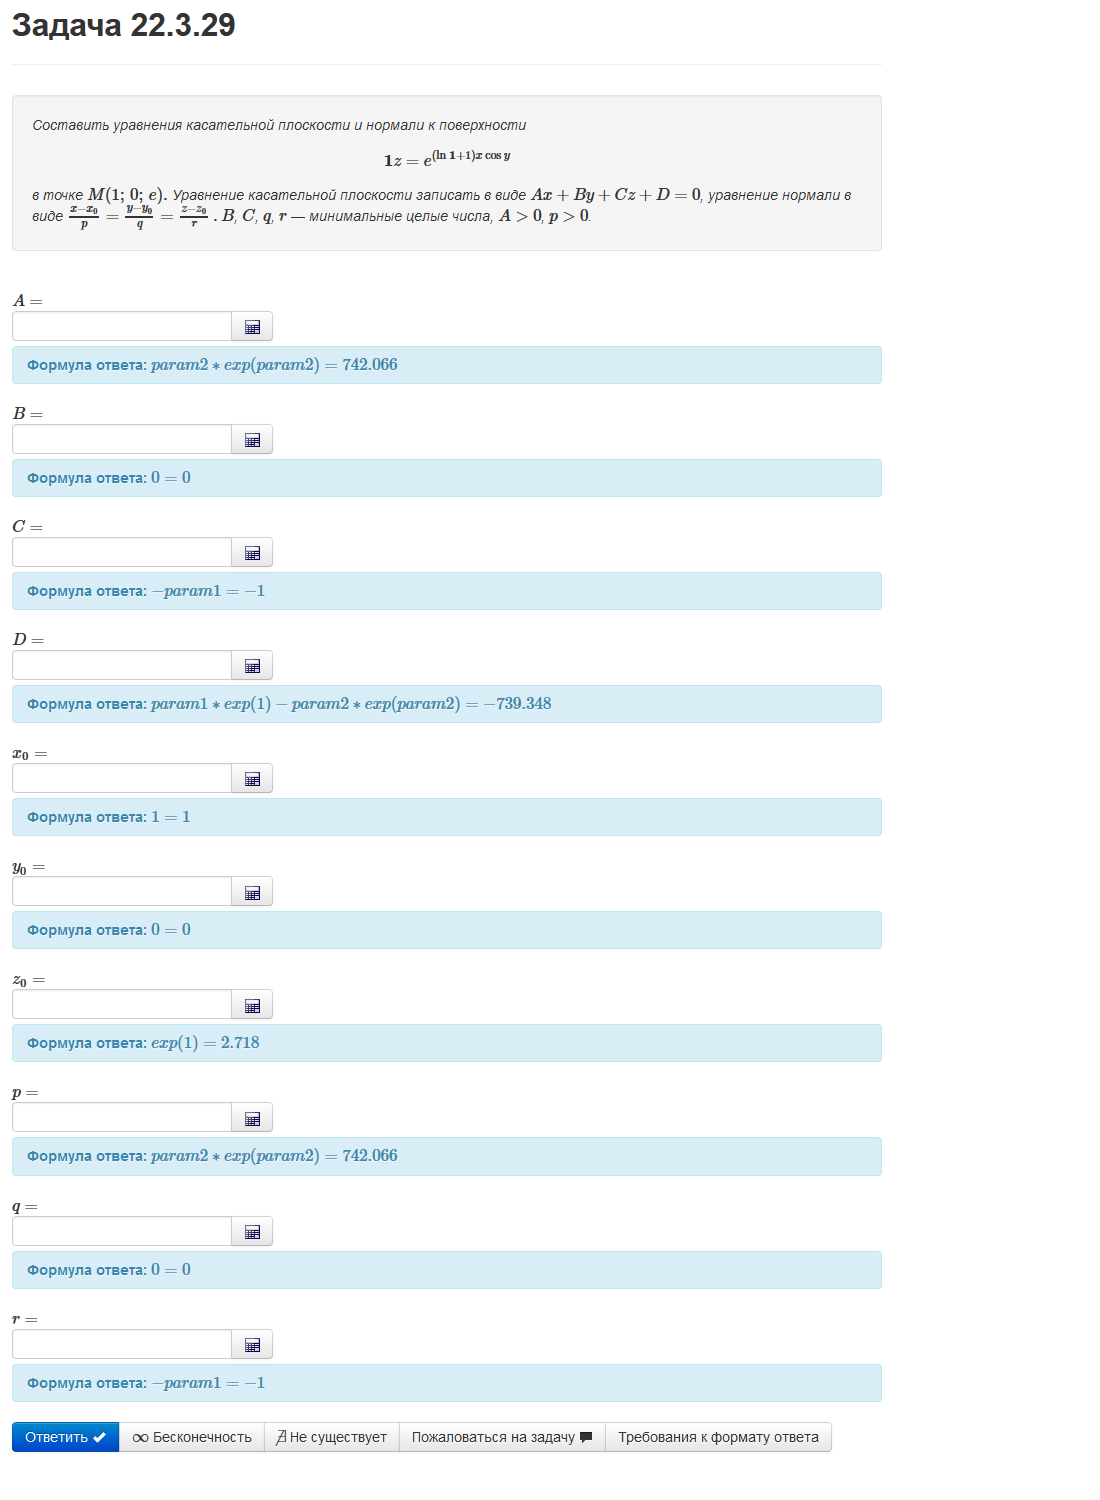 Задача 22.3.29
Составить уравнения касательной плоскости и нормали к поверхности
1z = e^{(ln 1+1)x cos y}
в точке M(1; 0; e). Уравнение касательной плоскости записать в виде Ax + By + Cz + D = 0, уравнение нормали в
виде \frac{x−x_0}{p} = \frac{y−y_0}{q} = \frac{z−z_0}{r} . B, C, q, r — минимальные целые числа, A > 0, p > 0.
A =
Формула ответа: param2 ∗ exp(param2) = 742.066
B =
Формула ответа: 0 = 0
C =
Формула ответа: −param1 = −1
D =
Формула ответа: param1 ∗ exp(1) − param2 ∗ exp(param2) = −739.348
x_0 =
Формула ответа: 1 = 1
y_0 =
Формула ответа: 0 = 0
z_0 =
Формула ответа: exp(1) = 2.718
p =
Формула ответа: param2 ∗ exp(param2) = 742.066
q =
Формула ответа: 0 = 0
r =
Формула ответа: −param1 = −1
Ответить ✔ ∞ Бесконечность ∄ Не существует Пожаловаться на задачу Требования к формату ответа